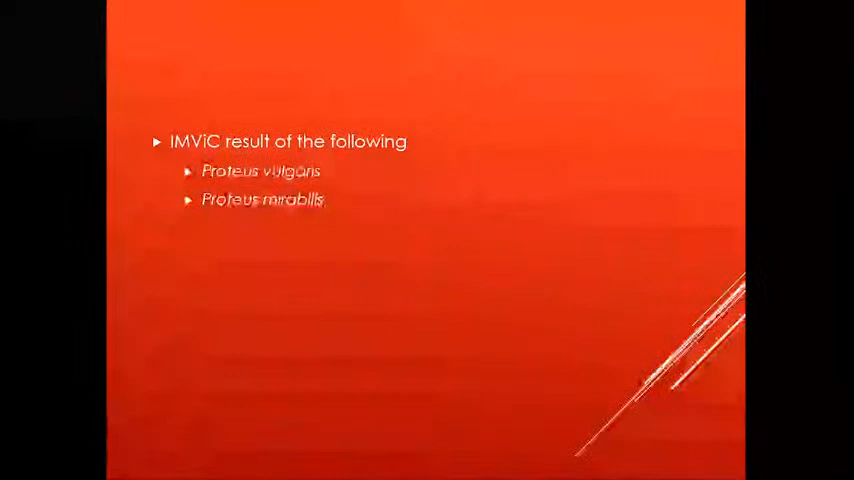 IMViC result of the following
Proteus vulgaris
Proteus mirabilis